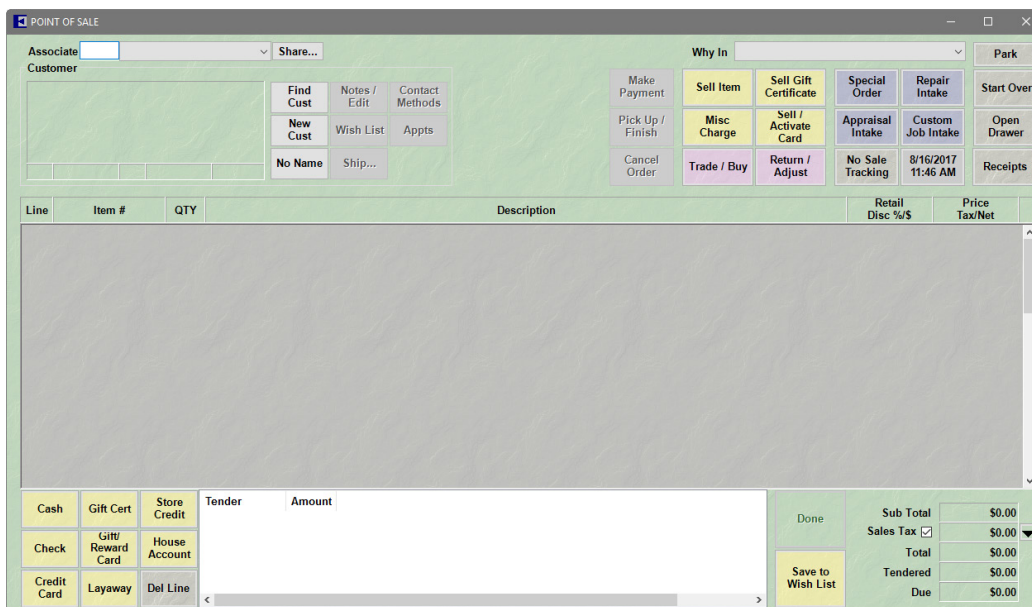 POINT OF SALE
Associate
Share...
Why In
Park
Customer
Find
Cust
Notes /
Edit
Contact
Methods
New
Cust
Wish List
Appts
No Name
Ship...
Make
Payment
Sell Item
Sell Gift
Certificate
Special
Order
Repair
Intake
Start Over
Pick Up /
Finish
Misc
Charge
Sell /
Activate
Card
Appraisal
Intake
Custom
Job Intake
Open
Drawer
Cancel
Order
Trade / Buy
Return /
Adjust
No Sale
Tracking
8/16/2017
11:46 AM
Receipts
Line
Item #
QTY
Description
Retail
Disc %/$
Price
Tax/Net
Cash
Gift Cert
Store
Credit
Check
Gift/
Reward
Card
House
Account
Credit
Card
Layaway
Del Line
Tender
Amount
Done
Save to
Wish List
Sub Total $0.00
Sales Tax $0.00
Total $0.00
Tendered $0.00
Due $0.00